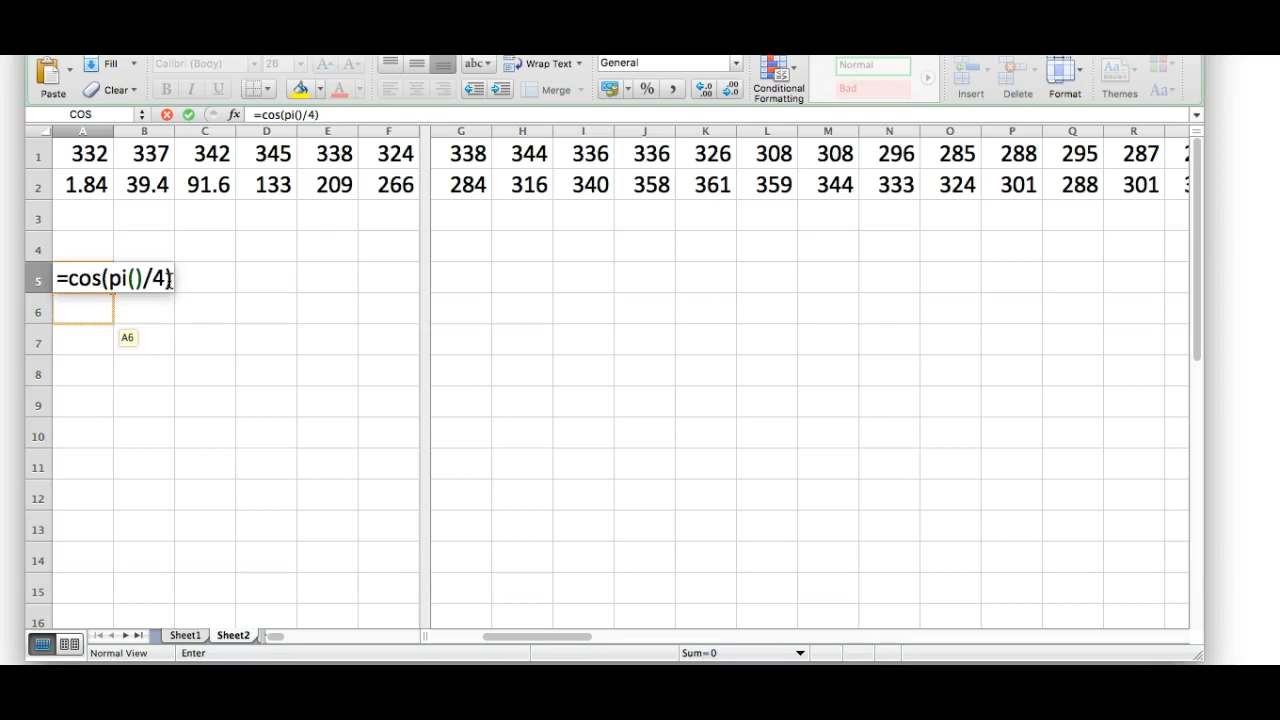 Fill Calibri (Body) 26 abc Wrap Text General Normal
Paste Clear B I U A Merge % , .0 .00 Conditional Formatting Bad Insert Delete Format Themes Aa
COS fx =cos(pi()/4)
A B C D E F G H I J K L M N O P Q R
1 332 337 342 345 338 324 338 344 336 336 326 308 308 296 285 288 295 287
2 1.84 39.4 91.6 133 209 266 284 316 340 358 361 359 344 333 324 301 288 301
3
4
5 =cos(pi()/4)
6
7 A6
8
9
10
11
12
13
14
15
16
Sheet1 Sheet2
Normal View Enter Sum=0